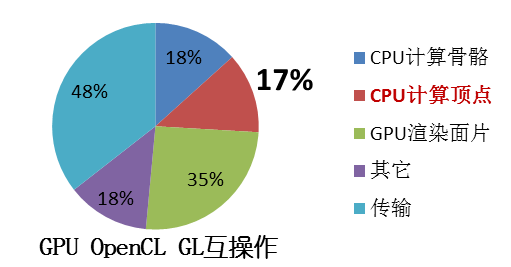 18%
17%
35%
18%
48%
CPU计算骨骼
CPU计算顶点
GPU渲染面片
其它
传输
GPU OpenCL GL互操作